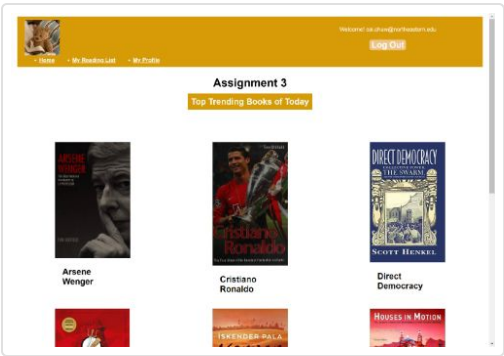 Welcome! oe.show@northeastern.edu
Log Out
Home
My Reading List
My Profile
Assignment 3
Top Trending Books of Today
ARSENE
WENGER
Cristiano
Ronaldo
DIRECT DEMOCRACY
THE SWARM
SCOTT HENKEL
Arsene
Wenger
Cristiano
Ronaldo
Direct
Democracy
ISKENDER PALA
HOUSES IN MOTION